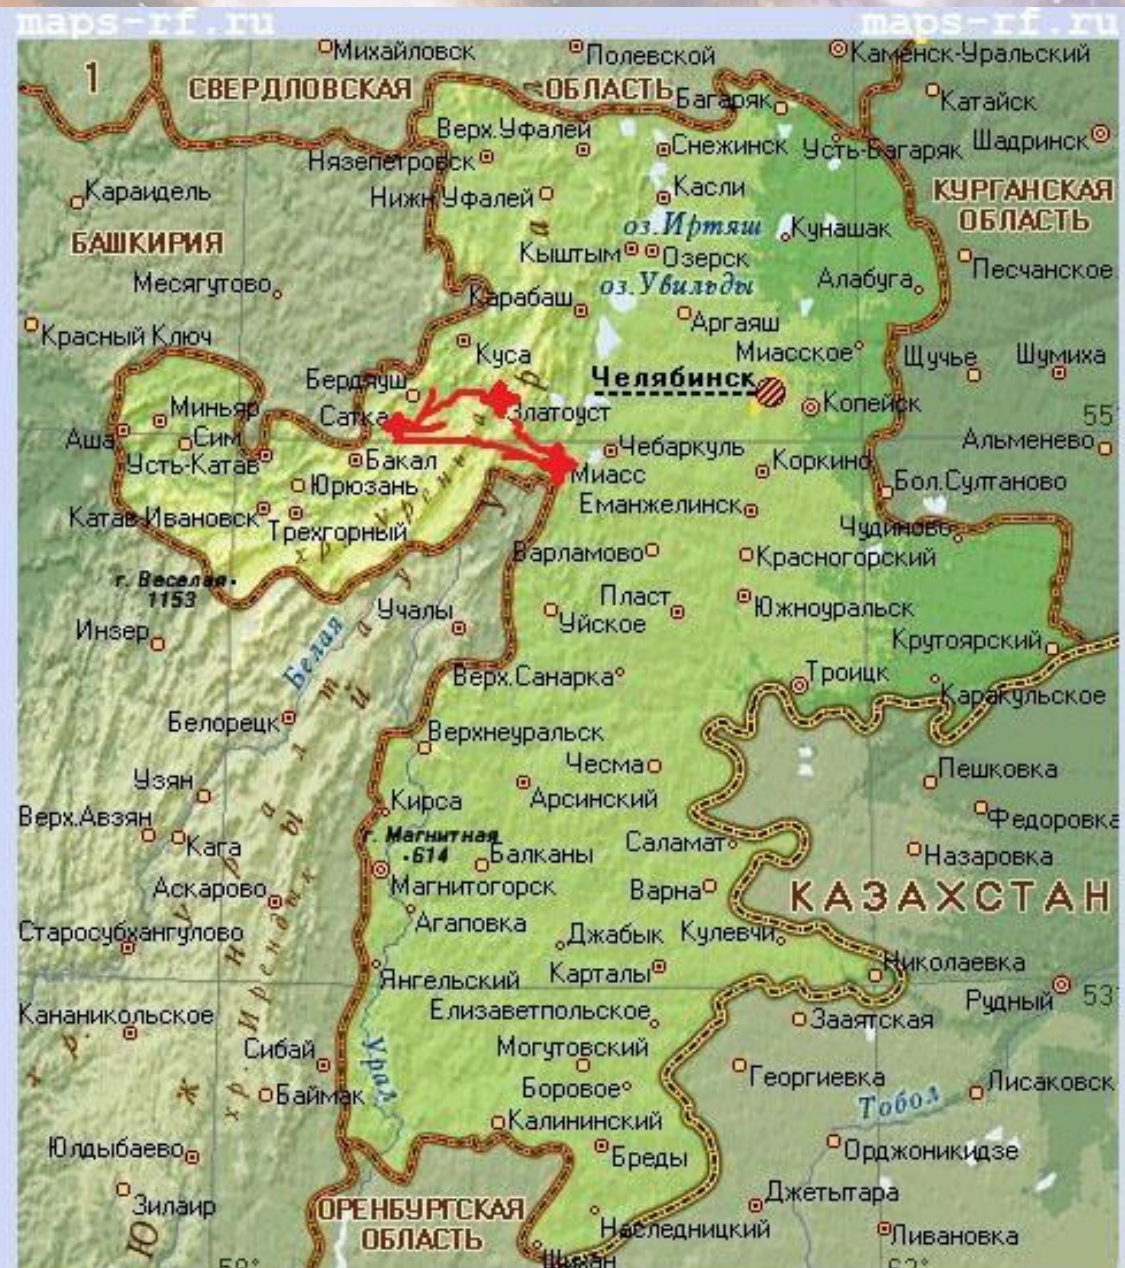 maps-rf.ru
maps-rf.ru
Михайловск
Полевской
Каменск-Уральский
1
СВЕРДЛОВСКАЯ
ОБЛАСТЬ
Багаряк
Катайск
Верх.Уфалей
Снежинск
Усть-Багаряк
Шадринск
Нязепетровск
Караидель
Нижн.Уфалей
Касли
КУРГАНСКАЯ
ОБЛАСТЬ
БАШКИРИЯ
оз.Иртяш
Кунашак
Кыштым
Озерск
Песчанское
Месягутово
оз.Увильды
Алабуга
Карабаш
Красный Ключ
Аргаяш
Куса
Миасское
Щучье
Шумиха
Бердяуш
Челябинск
Миньяр
Сатка
Златоуст
Копейск
55
Аша
Сим
Чебаркуль
Альменево
Усть-Катав
Бакал
Миасс
Коркино
Юрюзань
Бол.Султаново
Еманжелинск
Катав-Ивановск
Трехгорный
Чудиново
хр. Уреньга
Варламово
Красногорский
г. Веселая
1153
Учалы
Пласт
Южноуральск
Инзер
Уйское
Крутоярский
Белая
Верх.Санарка
Троицк
Каракульское
Белорецк
Верхнеуральск
Чесма
Пешковка
Узян
Кирса
Арсинский
Федоровка
Верх.Авзян
Кага
г. Магнитная
614
Балканы
Саламат
Назаровка
Аскарово
Магнитогорск
Варна
КАЗАХСТАН
Старосубхангулово
Агаповка
Джабык
Кулевчи
Янгельский
Карталы
Николаевка
хр.Ирендык
Рудный
53
Кананикольское
Елизаветпольское
Зааятская
Сибай
Могутовский
Урал
Баймак
Боровое
Георгиевка
Лисаковск
Тобол
Калининский
Юлдыбаево
Бреды
Орджоникидзе
Зилаир
ОРЕНБУРГСКАЯ
ОБЛАСТЬ
Джетыгара
Наследницкий
Ливановка